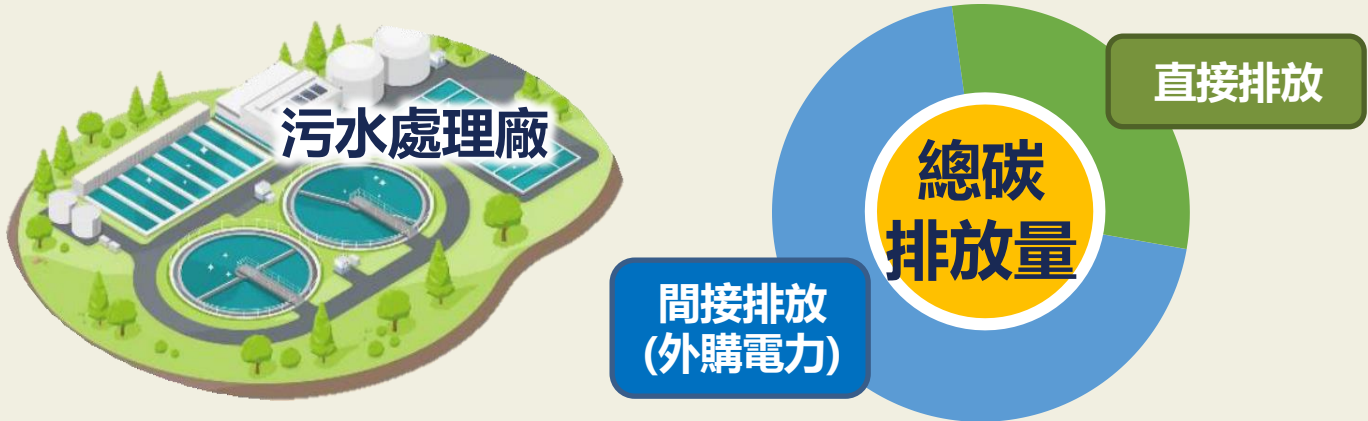 污水處理廠
直接排放
總碳
排放量
間接排放
(外購電力)